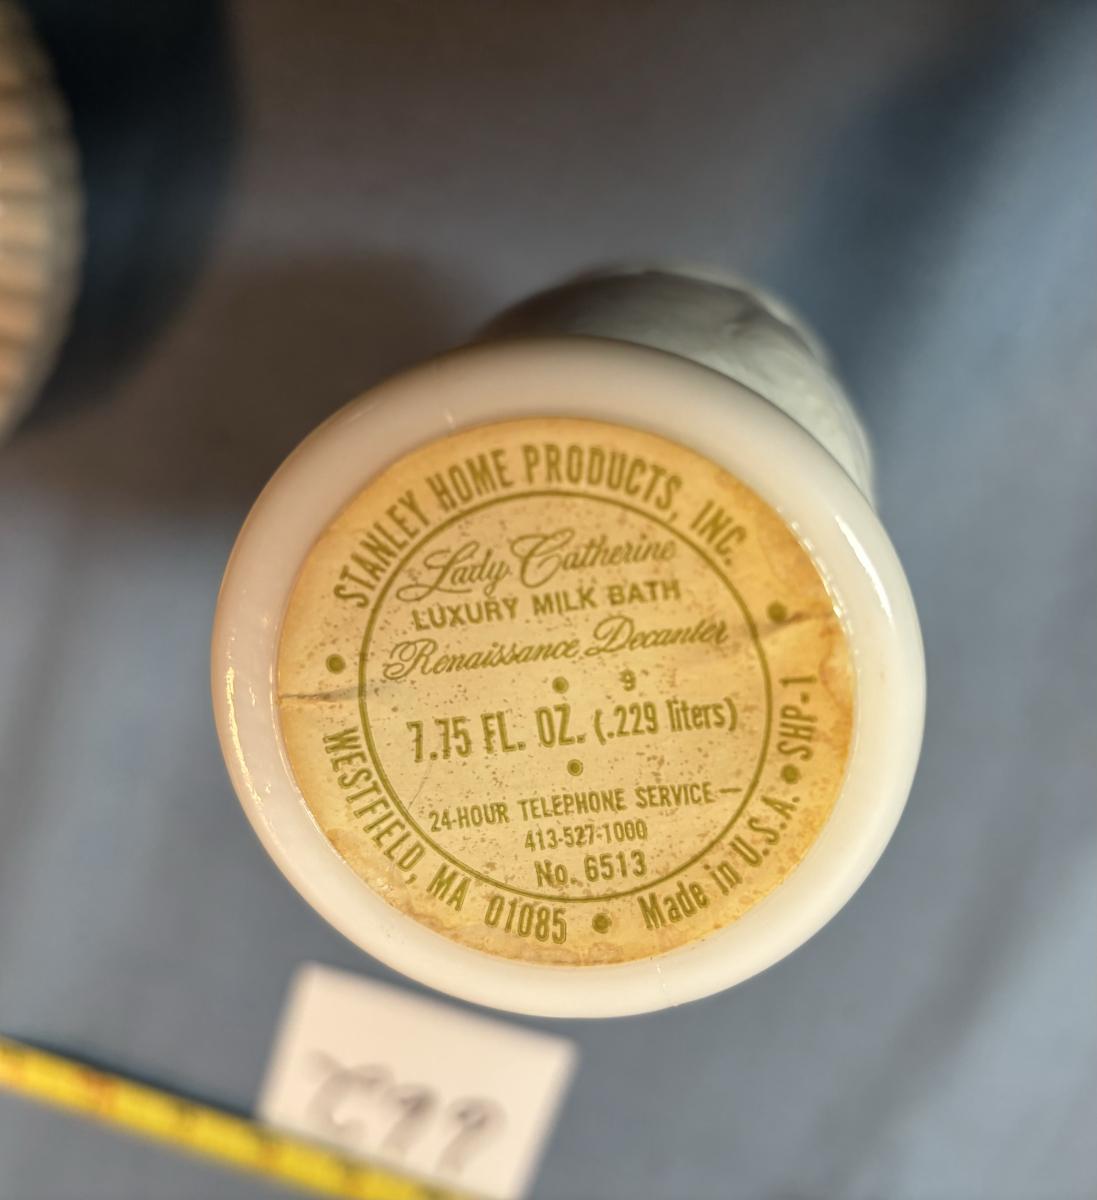 STANLEY HOME PRODUCTS, INC.
Lady Catherine
LUXURY MILK BATH
Renaissance Decanter
• 9
7.75 FL. OZ. (.229 liters)
•
24-HOUR TELEPHONE SERVICE—
413-527-1000
No. 6513
• WESTFIELD, MA 01085 • Made in U.S.A. • SHP-1 •